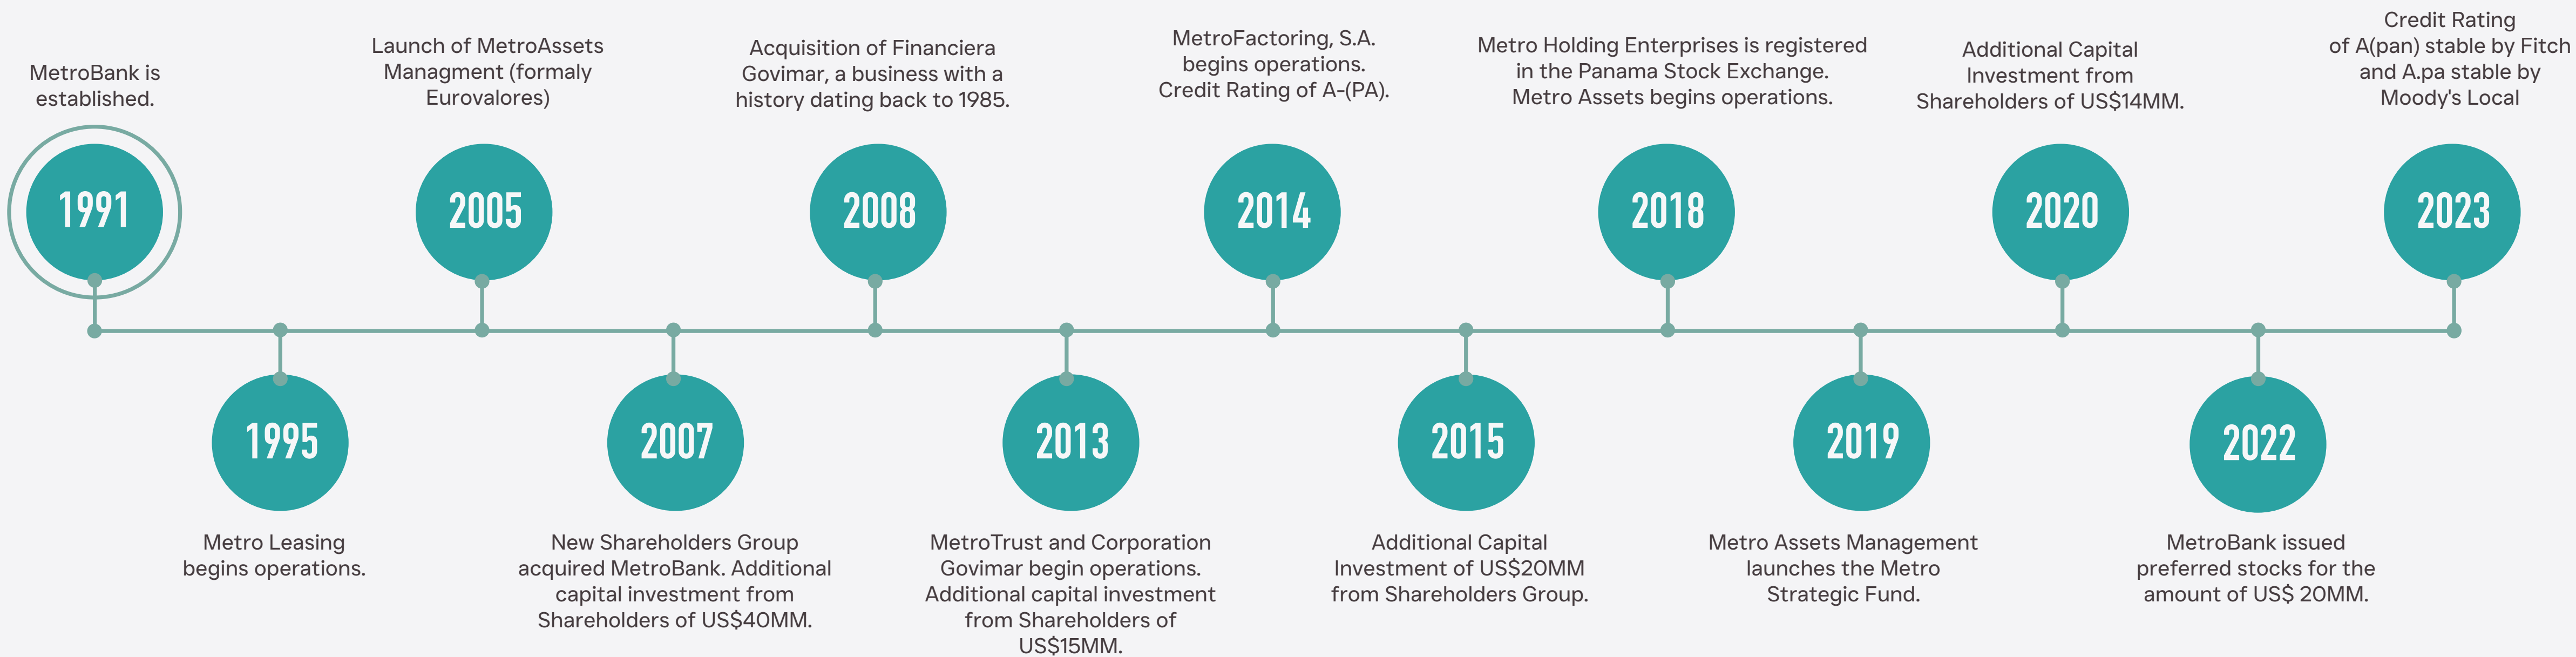 MetroBank is
established.
1991
1995
Metro Leasing
begins operations.
Launch of MetroAssets
Managment (formaly
Eurovalores)
2005
2007
New Shareholders Group
acquired MetroBank. Additional
capital investment from
Shareholders of US$40MM.
Acquisition of Financiera
Govimar, a business with a
history dating back to 1985.
2008
2013
MetroTrust and Corporation
Govimar begin operations.
Additional capital investment
from Shareholders of
US$15MM.
MetroFactoring, S.A.
begins operations.
Credit Rating of A-(PA).
2014
2015
Additional Capital
Investment of US$20MM
from Shareholders Group.
Metro Holding Enterprises is registered
in the Panama Stock Exchange.
Metro Assets begins operations.
2018
2019
Metro Assets Management
launches the Metro
Strategic Fund.
Additional Capital
Investment from
Shareholders of US$14MM.
2020
2022
MetroBank issued
preferred stocks for the
amount of US$ 20MM.
Credit Rating
of A(pan) stable by Fitch
and A.pa stable by
Moody's Local
2023